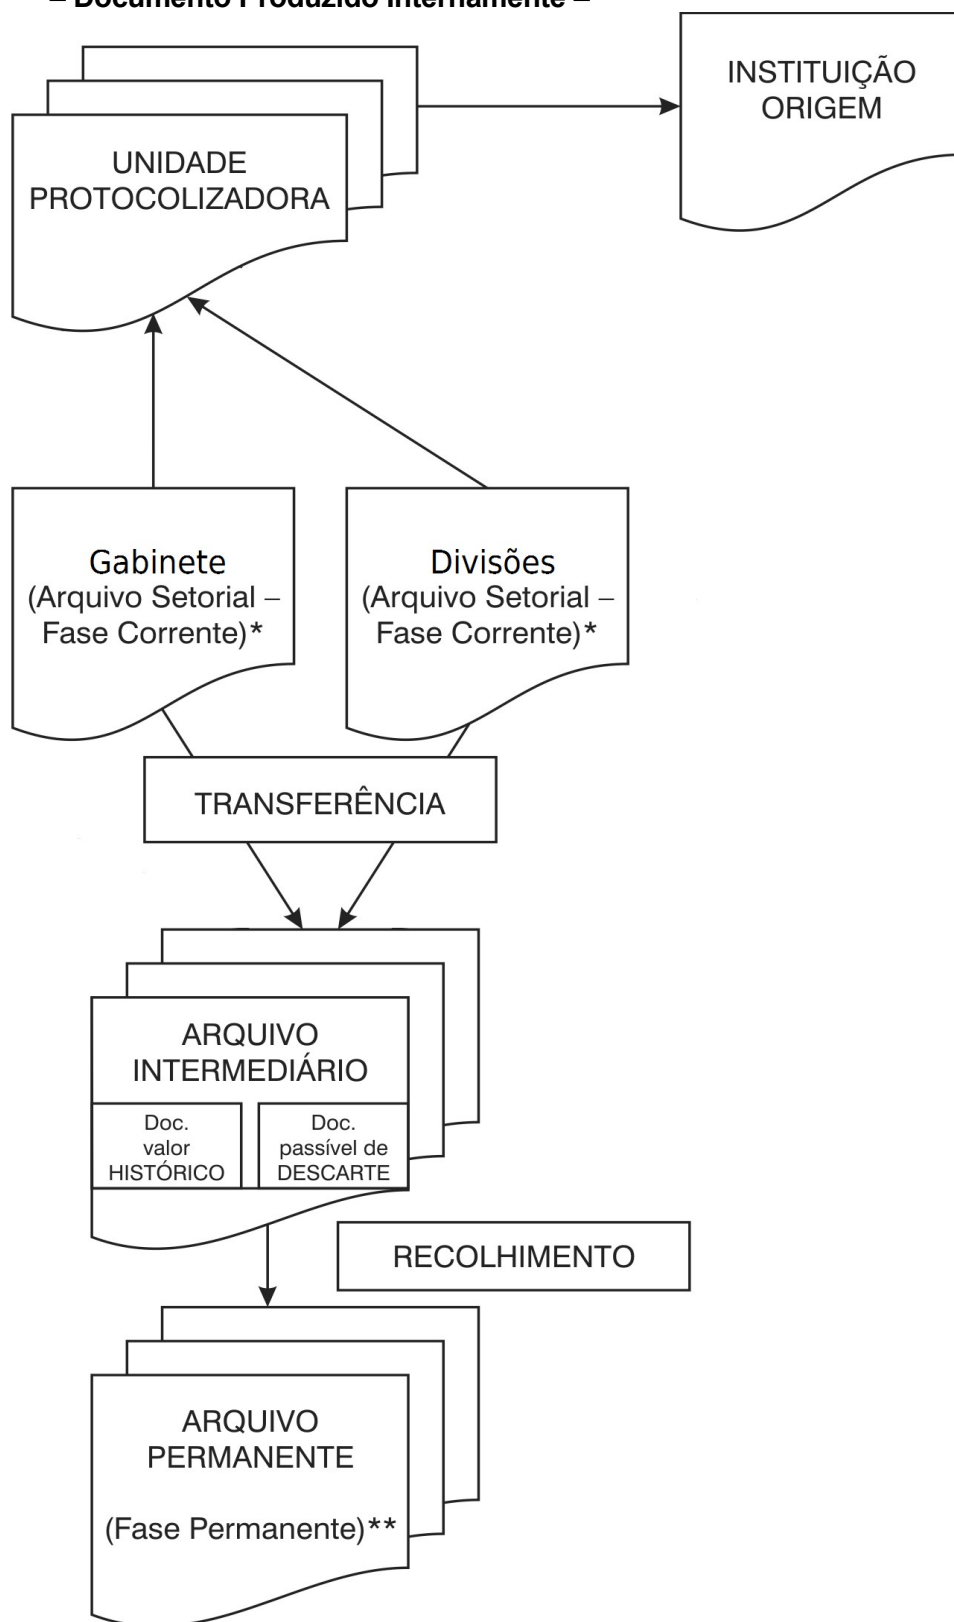 – Documento Produzido Internamente –
INSTITUIÇÃO
ORIGEM
UNIDADE
PROTOCOLIZADORA
Gabinete
(Arquivo Setorial –
Fase Corrente)*
Divisões
(Arquivo Setorial –
Fase Corrente)*
TRANSFERÊNCIA
ARQUIVO
INTERMEDIÁRIO
Doc.
valor
HISTÓRICO
Doc.
passível de
DESCARTE
RECOLHIMENTO
ARQUIVO
PERMANENTE
(Fase Permanente)**